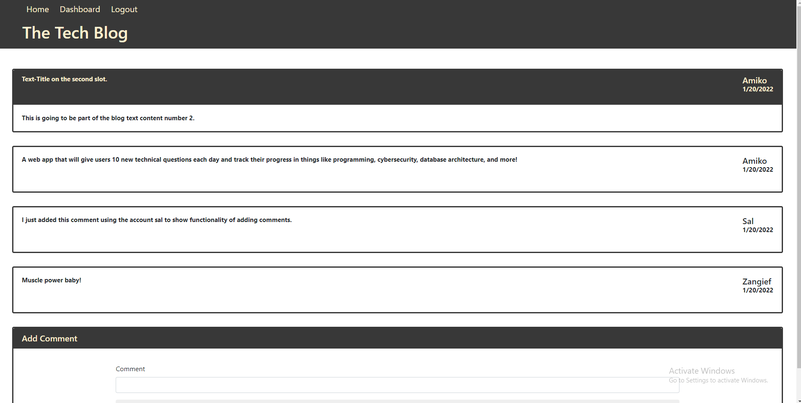 Home Dashboard Logout
The Tech Blog
Text-Title on the second slot.
Amiko
1/20/2022
This is going to be part of the blog text content number 2.
A web app that will give users 10 new technical questions each day and track their progress in things like programming, cybersecurity, database architecture, and more!
Amiko
1/20/2022
I just added this comment using the account sal to show functionality of adding comments.
Sal
1/20/2022
Muscle power baby!
Zangief
1/20/2022
Add Comment
Comment
Activate Windows
Go to Settings to activate Windows.